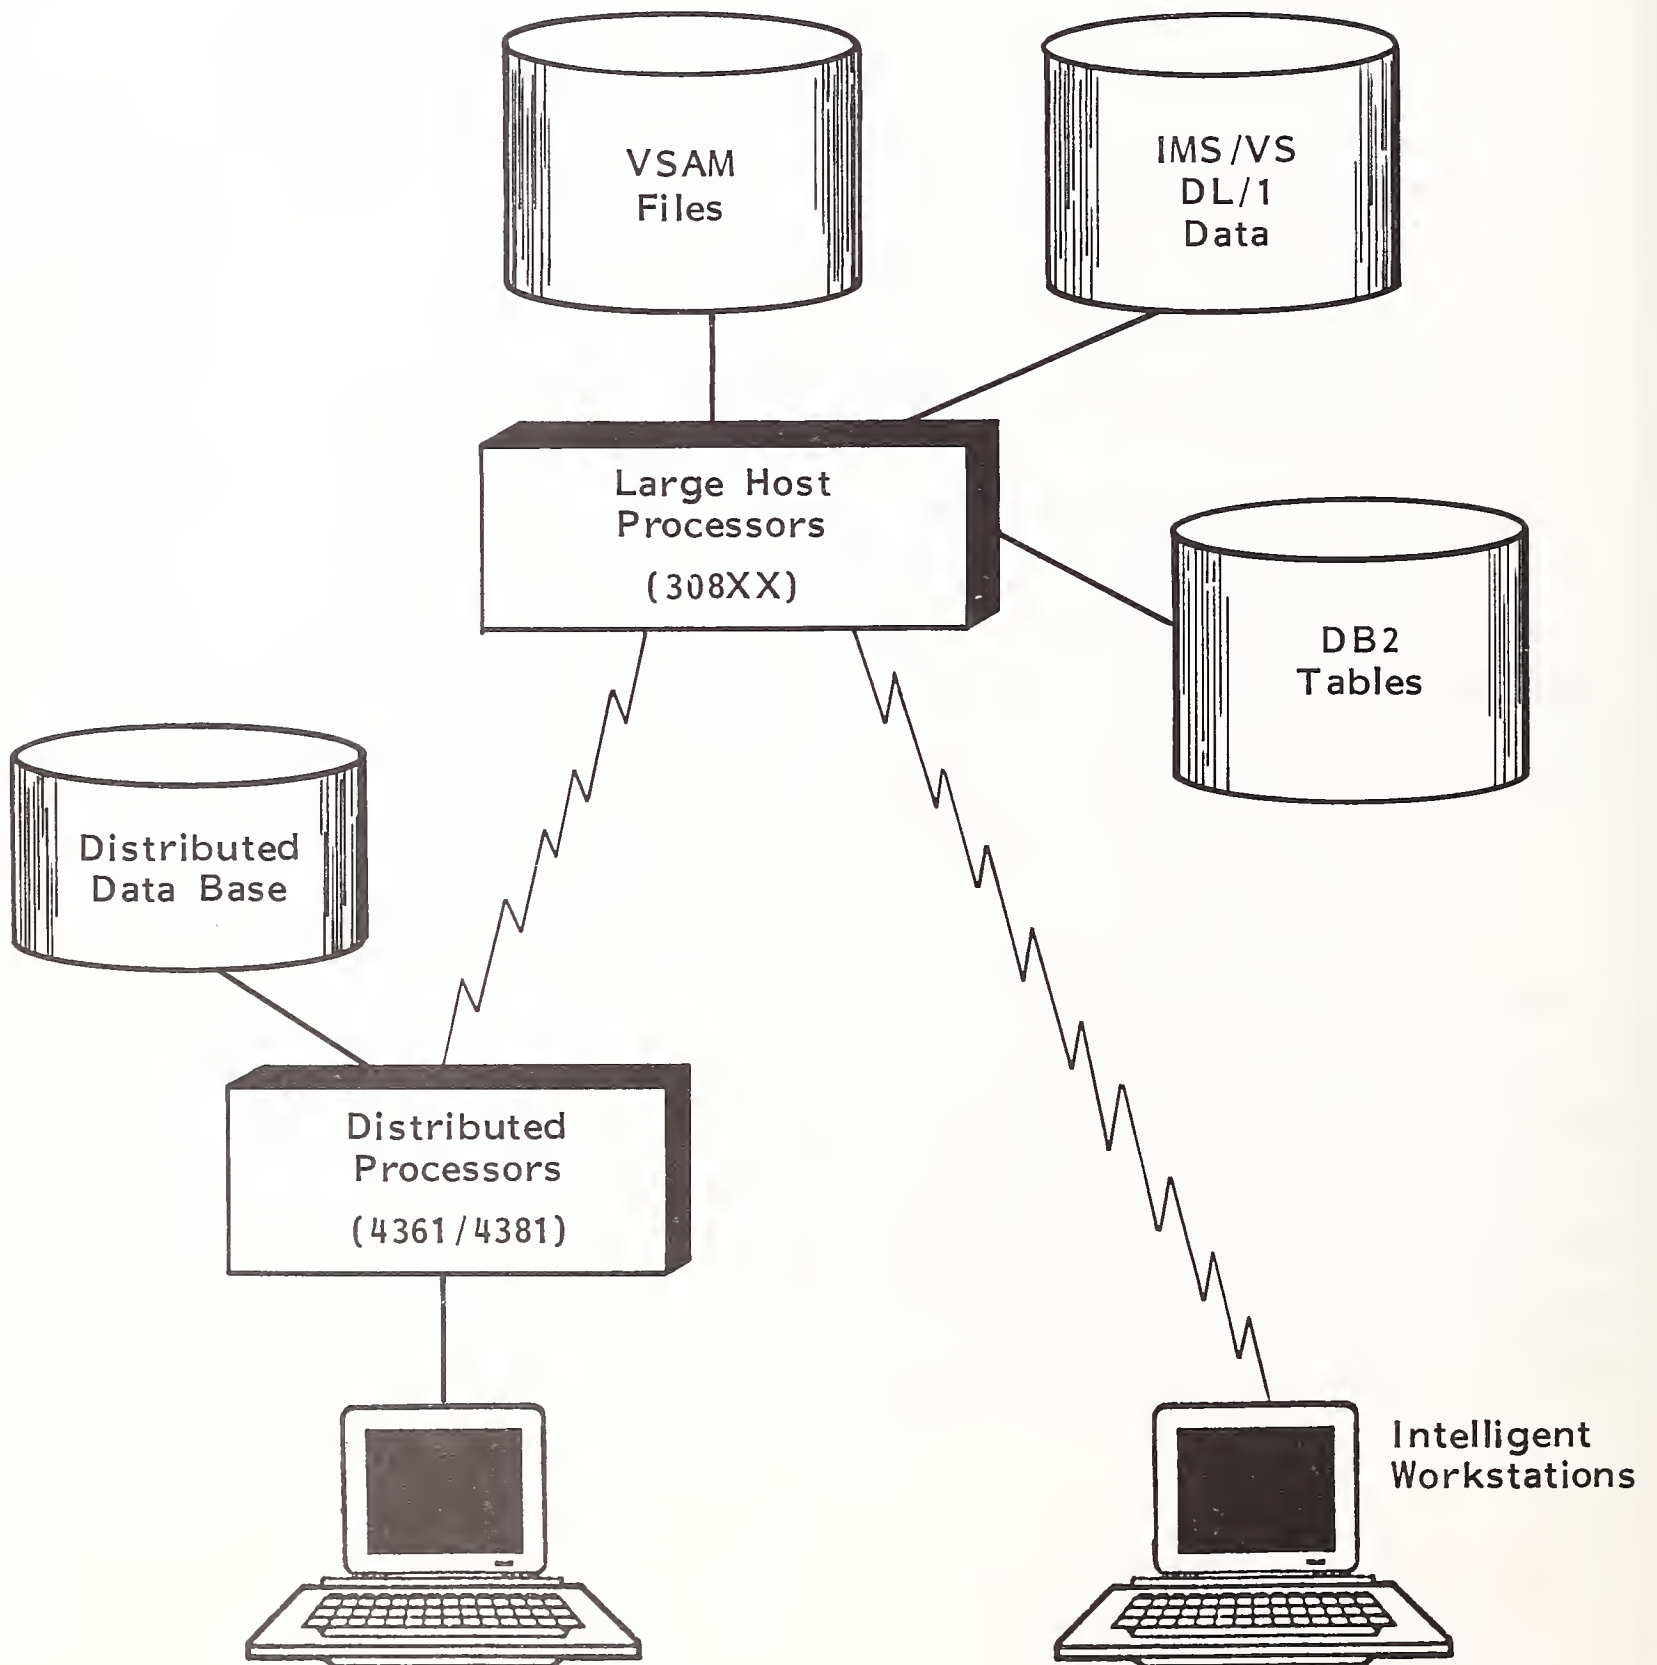 VSAM
Files
IMS/VS
DL/1
Data
Large Host
Processors
(308XX)
DB2
Tables
Distributed
Data Base
Distributed
Processors
(4361/4381)
Intelligent
Workstations